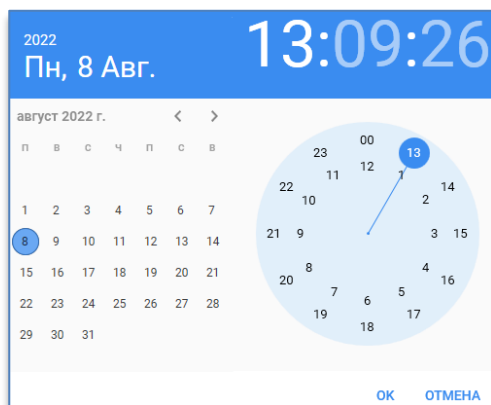 2022
Пн, 8 Авг.
13:09:26
август 2022 г.
п в с ч п с в
1 2 3 4 5 6 7
8 9 10 11 12 13 14
15 16 17 18 19 20 21
22 23 24 25 26 27 28
29 30 31
00
23 12 13
11 1
22 14
10 2
21 9 3 15
8 4
20 16
7 5
19 6 17
18
ОК ОТМЕНА